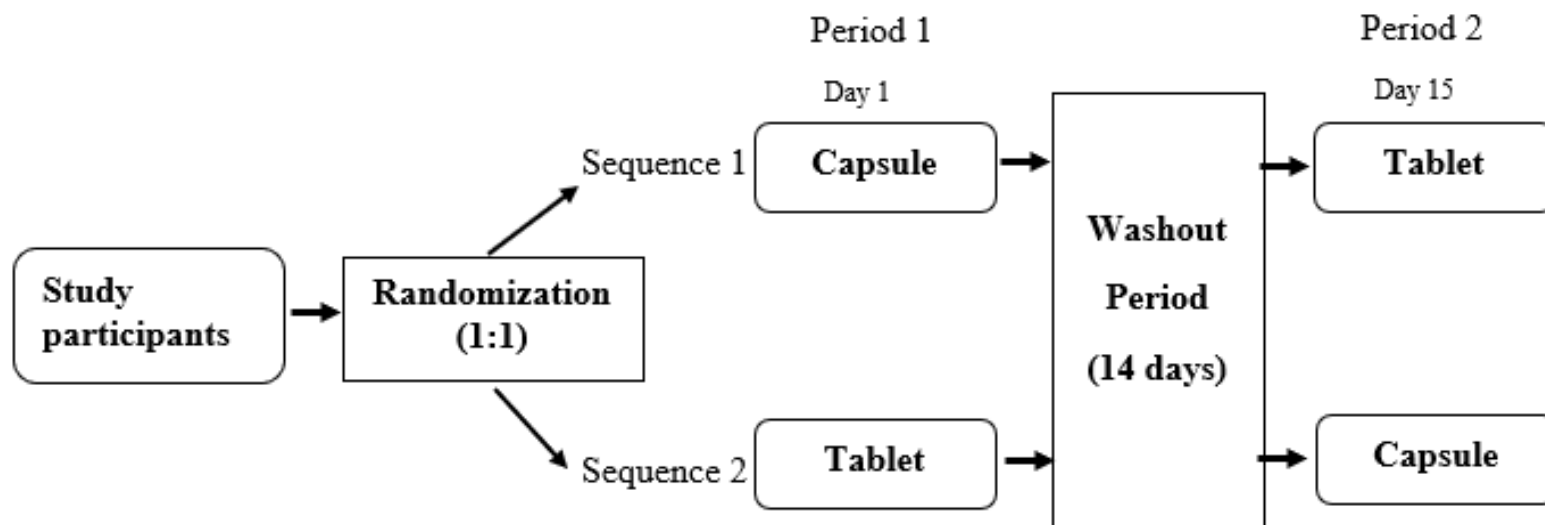 Period 1
Period 2
Day 1
Day 15
Sequence 1
Capsule
Tablet
Washout
Period
(14 days)
Study
participants
Randomization
(1:1)
Sequence 2
Tablet
Capsule